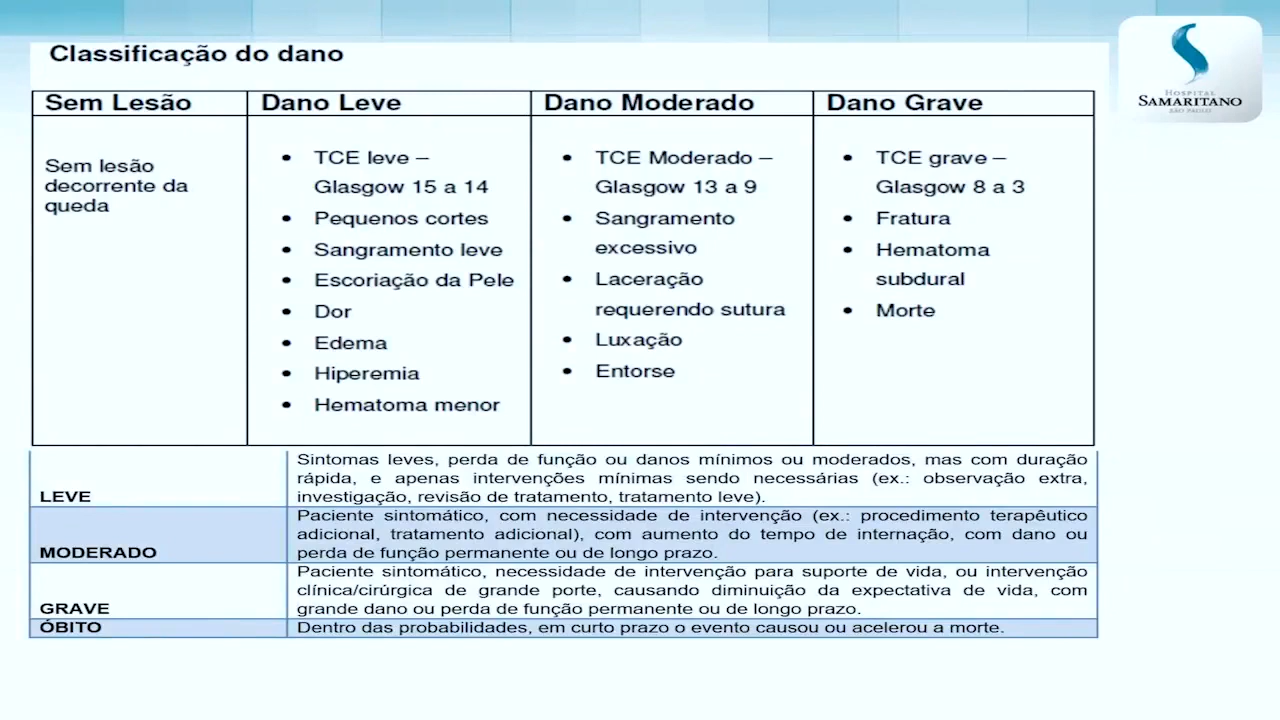 Classificação do dano
HOSPITAL
SAMARITANO
SÃO PAULO
Sem Lesão
Dano Leve
Dano Moderado
Dano Grave
Sem lesão
decorrente da
queda
• TCE leve –
Glasgow 15 a 14
• Pequenos cortes
• Sangramento leve
• Escoriação da Pele
• Dor
• Edema
• Hiperemia
• Hematoma menor
• TCE Moderado –
Glasgow 13 a 9
• Sangramento
excessivo
• Laceração
requerendo sutura
• Luxação
• Entorse
• TCE grave –
Glasgow 8 a 3
• Fratura
• Hematoma
subdural
• Morte
LEVE
Sintomas leves, perda de função ou danos mínimos ou moderados, mas com duração
rápida, e apenas intervenções mínimas sendo necessárias (ex.: observação extra,
investigação, revisão de tratamento, tratamento leve).
MODERADO
Paciente sintomático, com necessidade de intervenção (ex.: procedimento terapêutico
adicional, tratamento adicional), com aumento do tempo de internação, com dano ou
perda de função permanente ou de longo prazo.
GRAVE
Paciente sintomático, necessidade de intervenção para suporte de vida, ou intervenção
clínica/cirúrgica de grande porte, causando diminuição da expectativa de vida, com
grande dano ou perda de função permanente ou de longo prazo.
ÓBITO
Dentro das probabilidades, em curto prazo o evento causou ou acelerou a morte.